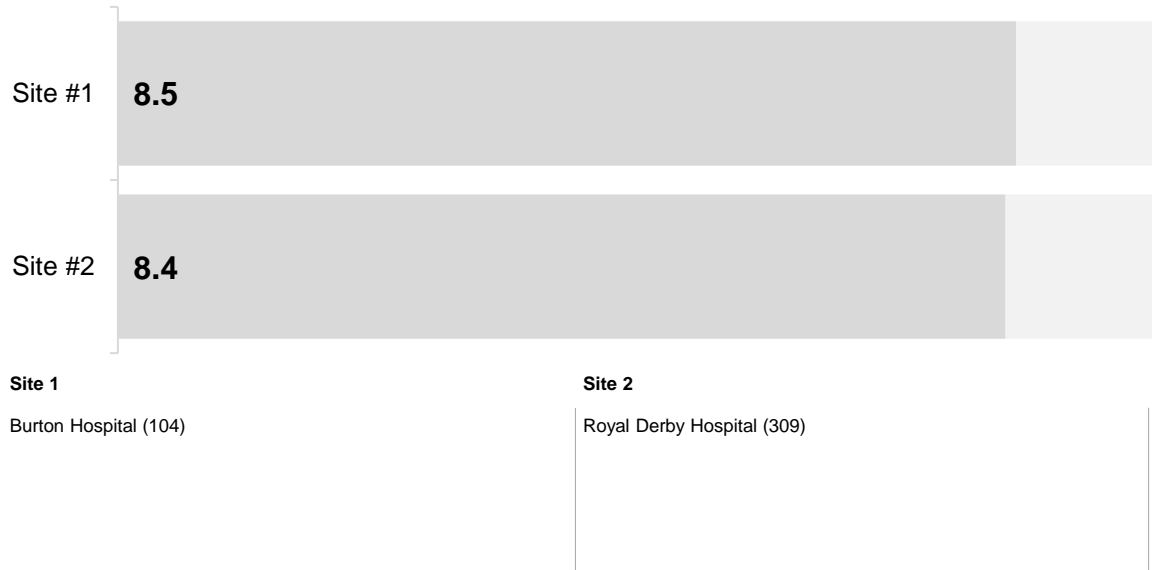 Site #1
8.5
Site #2
8.4
Site 1
Site 2
Burton Hospital (104)
Royal Derby Hospital (309)